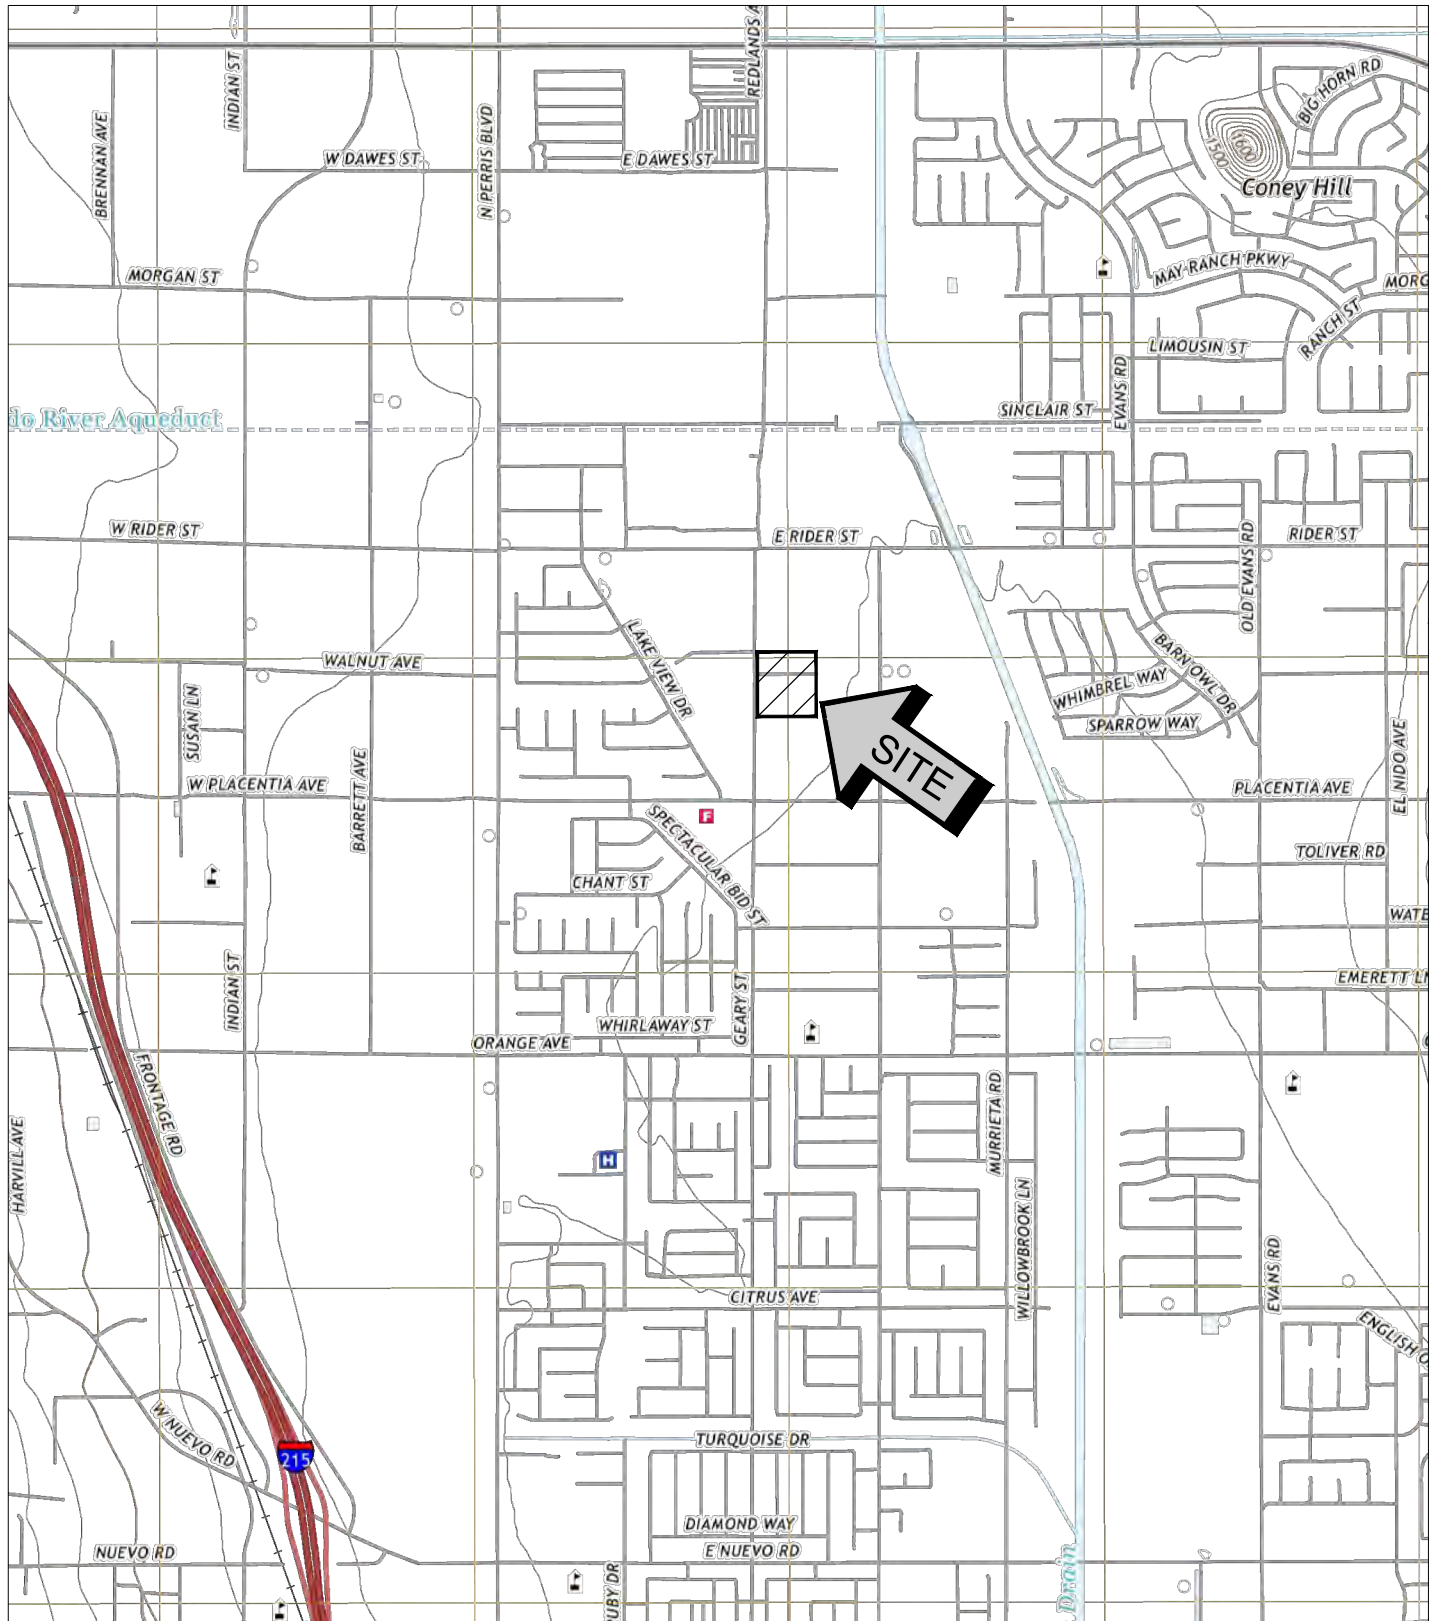 REDLANDS A
BIG HORN RD
INDIAN ST
BRENNAN AVE
N PERRIS BLVD
W DAWES ST
E DAWES ST
1500
1600
Coney Hill
MORGAN ST
MAY RANCH PKWY
MORG
RANCH ST
LIMOUSIN ST
EVANS RD
SINCLAIR ST
do River Aqueduct
W RIDER ST
E RIDER ST
RIDER ST
OLD EVANS RD
LAKE VIEW DR
WALNUT AVE
BARN OWL DR
WHIMBREL WAY
SPARROW WAY
SUSAN LN
SITE
EL NIDO AVE
W PLACENTIA AVE
PLACENTIA AVE
BARRETT AVE
F
SPECTACULAR BID ST
TOLIVER RD
CHANT ST
WATE
INDIAN ST
GEARY ST
EMERETT LN
WHIRLAWAY ST
ORANGE AVE
FRONTAGE RD
MURRIETA RD
HARVILL AVE
H
WILLOWBROOK LN
EVANS RD
CITRUS AVE
ENGLISH O
W NUEVO RD
215
TURQUOISE DR
DIAMOND WAY
NUEVO RD
E NUEVO RD
UBY DR
Drain